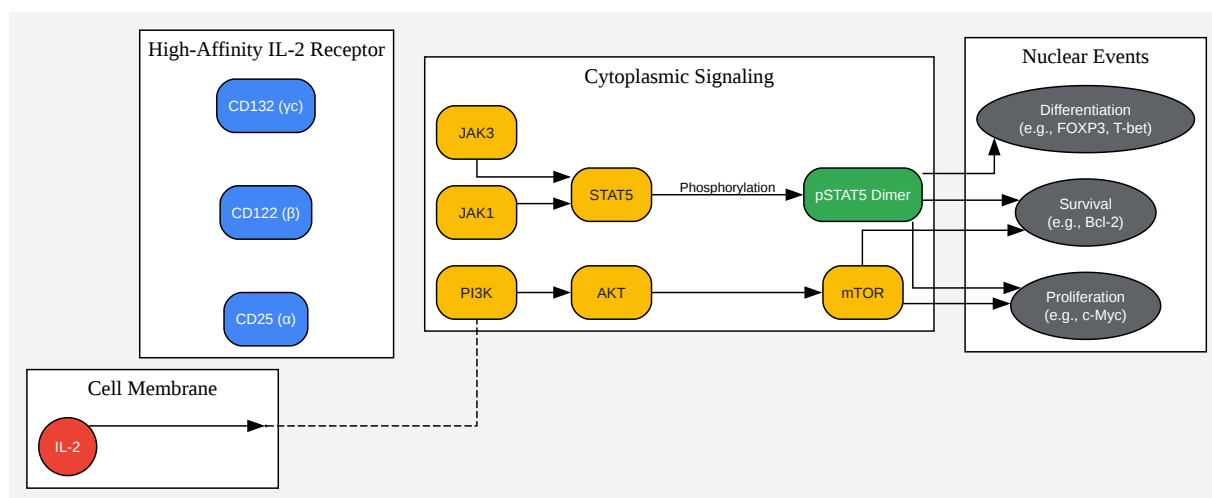 High-Affinity IL-2 Receptor
CD132 (γc)
CD122 (β)
CD25 (α)
Cell Membrane
IL-2
Cytoplasmic Signaling
JAK3
JAK1
STAT5
Phosphorylation
pSTAT5 Dimer
PI3K
AKT
mTOR
Nuclear Events
Differentiation
(e.g., FOXP3, T-bet)
Survival
(e.g., Bcl-2)
Proliferation
(e.g., c-Myc)